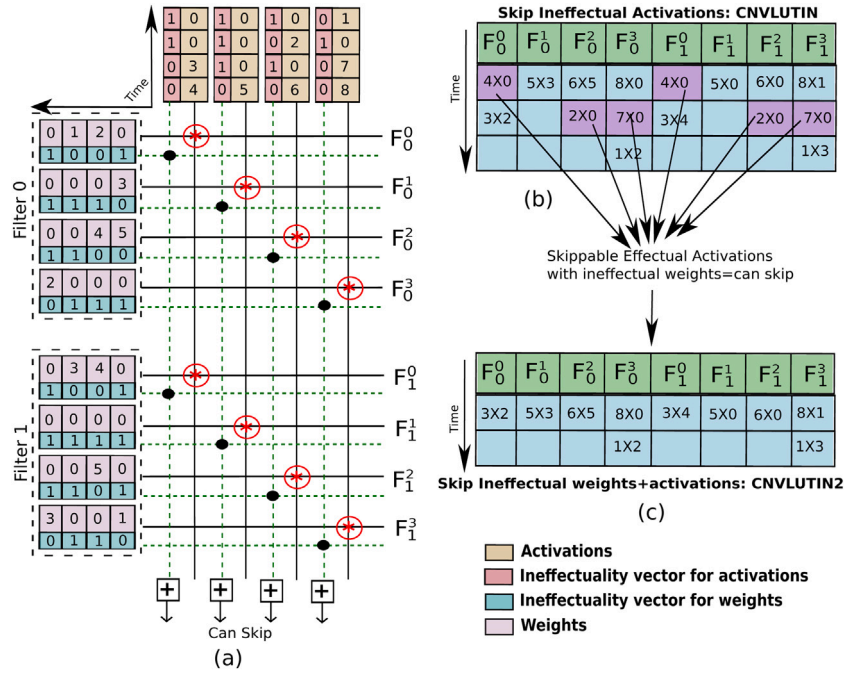 1 0 1 0 1 0 0 1
1 0 1 0 0 2 1 0
0 3 1 0 1 0 0 7
0 4 0 5 0 6 0 8
Time
Filter 0
0 1 2 0
1 0 0 1
F₀⁰
0 0 0 3
1 1 1 0
F₀¹
0 0 4 5
1 1 0 0
F₀²
2 0 0 0
0 1 1 1
F₀³
Filter 1
0 3 4 0
1 0 0 1
F₁⁰
0 0 0 0
1 1 1 1
F₁¹
0 0 5 0
1 1 0 1
F₁²
3 0 0 1
0 1 1 0
F₁³
+ + + +
Can Skip
(a)
Skip Ineffectual Activations: CNVLUTIN
F₀⁰ F₀¹ F₀² F₀³ F₁⁰ F₁¹ F₁² F₁³
Time
4X0 5X3 6X5 8X0 4X0 5X0 6X0 8X1
3X2 2X0 7X0 3X4 2X0 7X0
1X2 1X3
(b)
Skippable Effectual Activations
with ineffectual weights=can skip
F₀⁰ F₀¹ F₀² F₀³ F₁⁰ F₁¹ F₁² F₁³
Time
3X2 5X3 6X5 8X0 3X4 5X0 6X0 8X1
1X2 1X3
Skip Ineffectual weights+activations: CNVLUTIN2
(c)
Activations
Ineffectuality vector for activations
Ineffectuality vector for weights
Weights